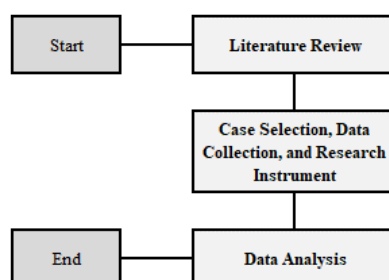 Start
Literature Review
Case Selection, Data
Collection, and Research
Instrument
End
Data Analysis